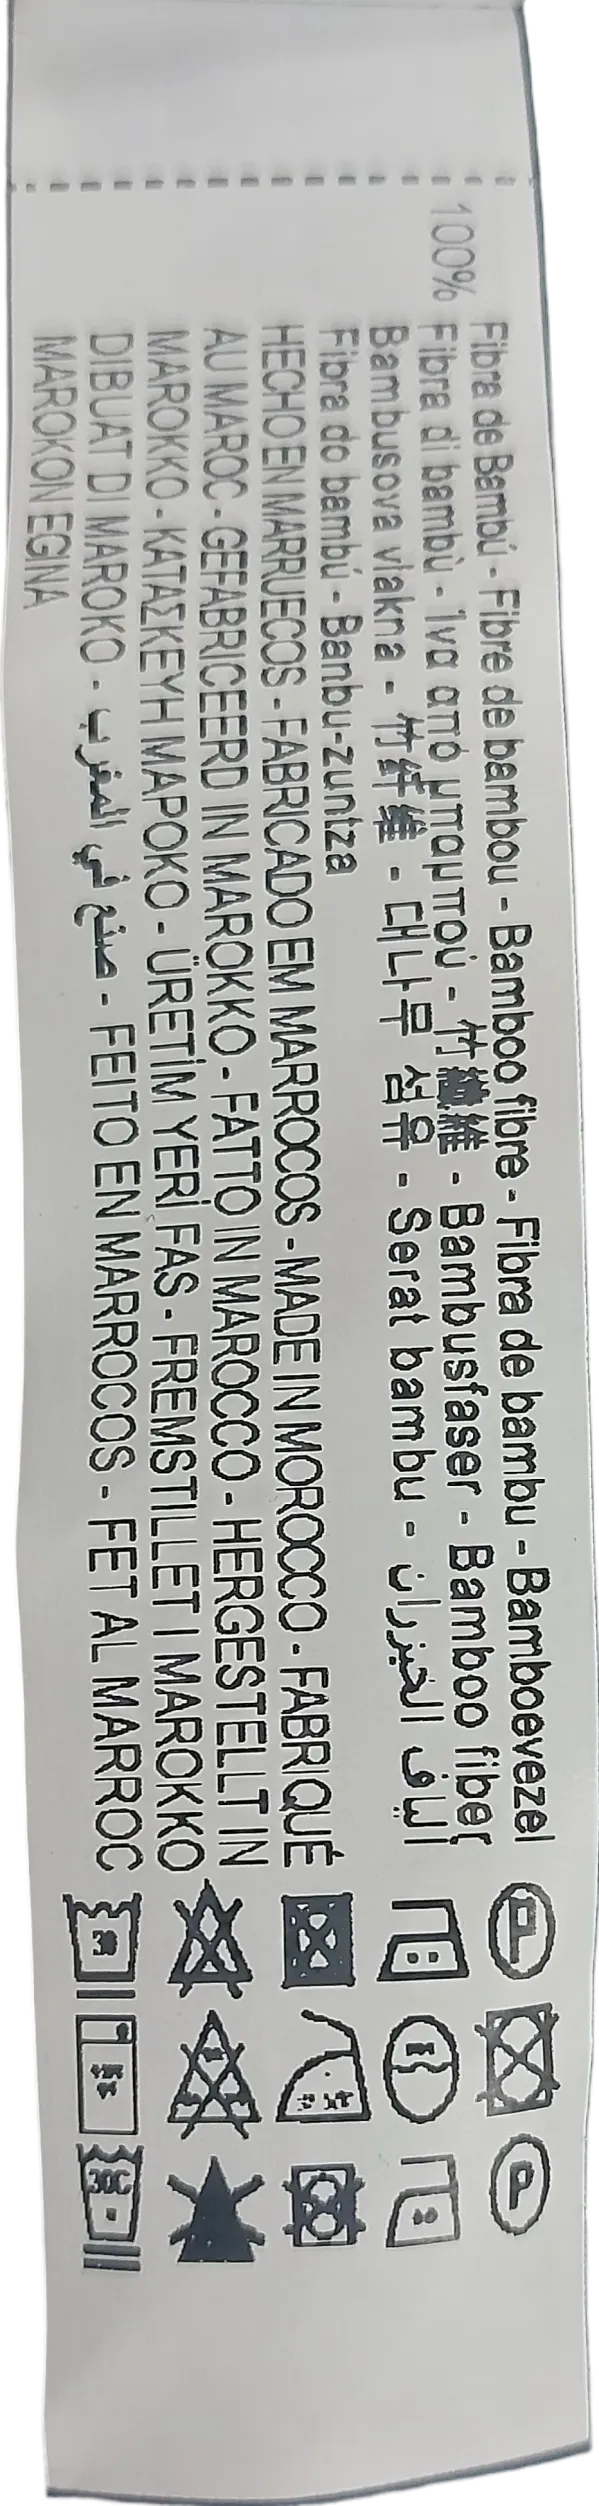 Fibra de Bambú - Fibre de bambou - Bamboo fibre - Fibra de bambu - Bamboevezel
100% Fibra di bambù - Ίνα από μπαμπού - 竹繊維 - Bambusfaser - Bamboo fiber
Bambusova vlakna - 竹纤维 - 대나무 섬유 - Serat bambu - ألياف الخيزران
Fibra do bambú - Banbu-zuntza
HECHO EN MARRUECOS - FABRICADO EM MARROCOS - MADE IN MOROCCO - FABRIQUÉ
AU MAROC - GEFABRICEERD IN MAROKKO - FATTO IN MAROCCO - HERGESTELLT IN
MAROKKO - ΚΑΤΑΣΚΕΥΗ ΜΑΡΟΚΟ - ÜRETİM YERİ FAS - FREMSTILLET I MAROKKO
DIBUAT DI MAROKO - صنع في المغرب - FEITO EN MARROCOS - FET AL MARROC
MAROKON EGINA
P
P
30C